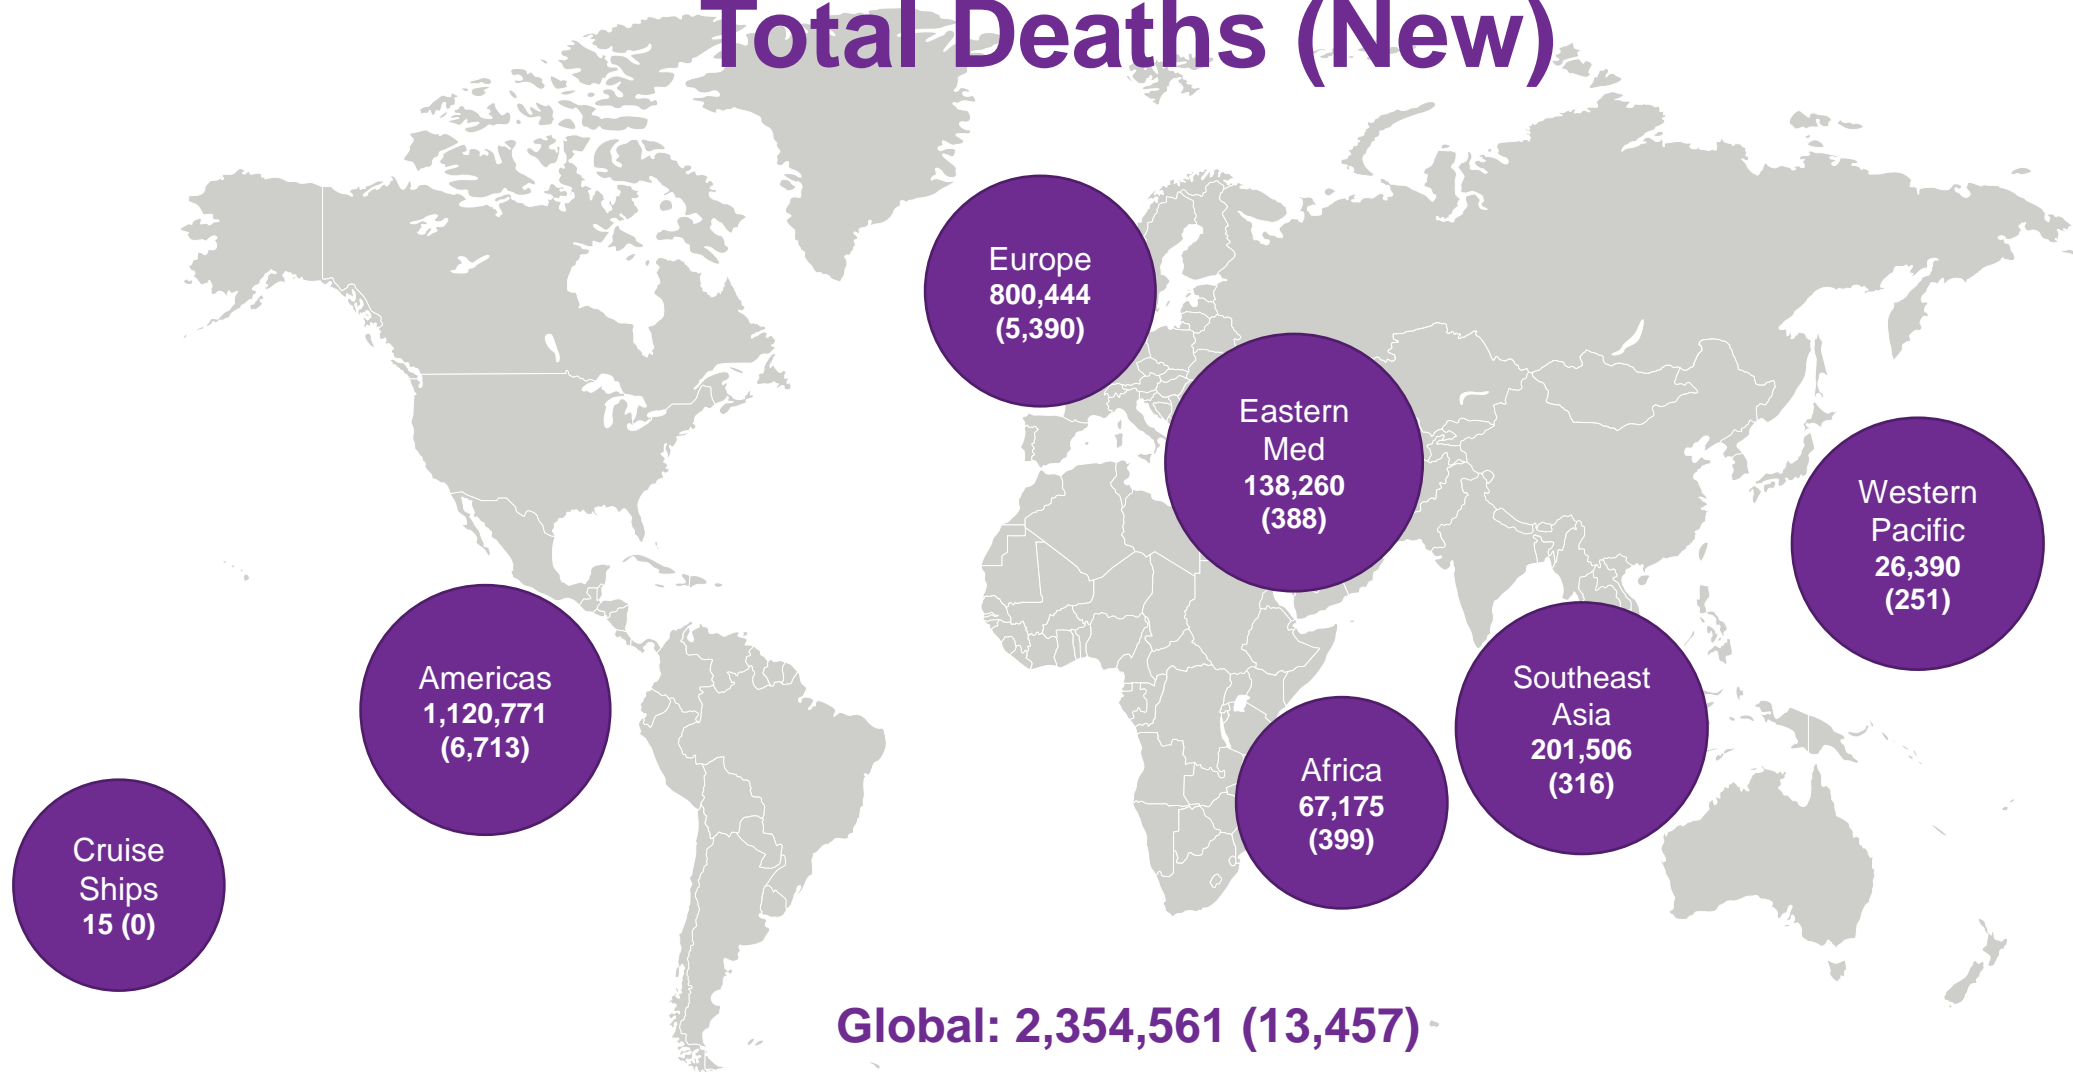 Total Deaths (New)
Europe
800,444
(5,390)
Eastern
Med
138,260
(388)
Western
Pacific
26,390
(251)
Americas
1,120,771
(6,713)
Southeast
Asia
201,506
(316)
Africa
67,175
(399)
Cruise
Ships
15 (0)
Global: 2,354,561 (13,457)